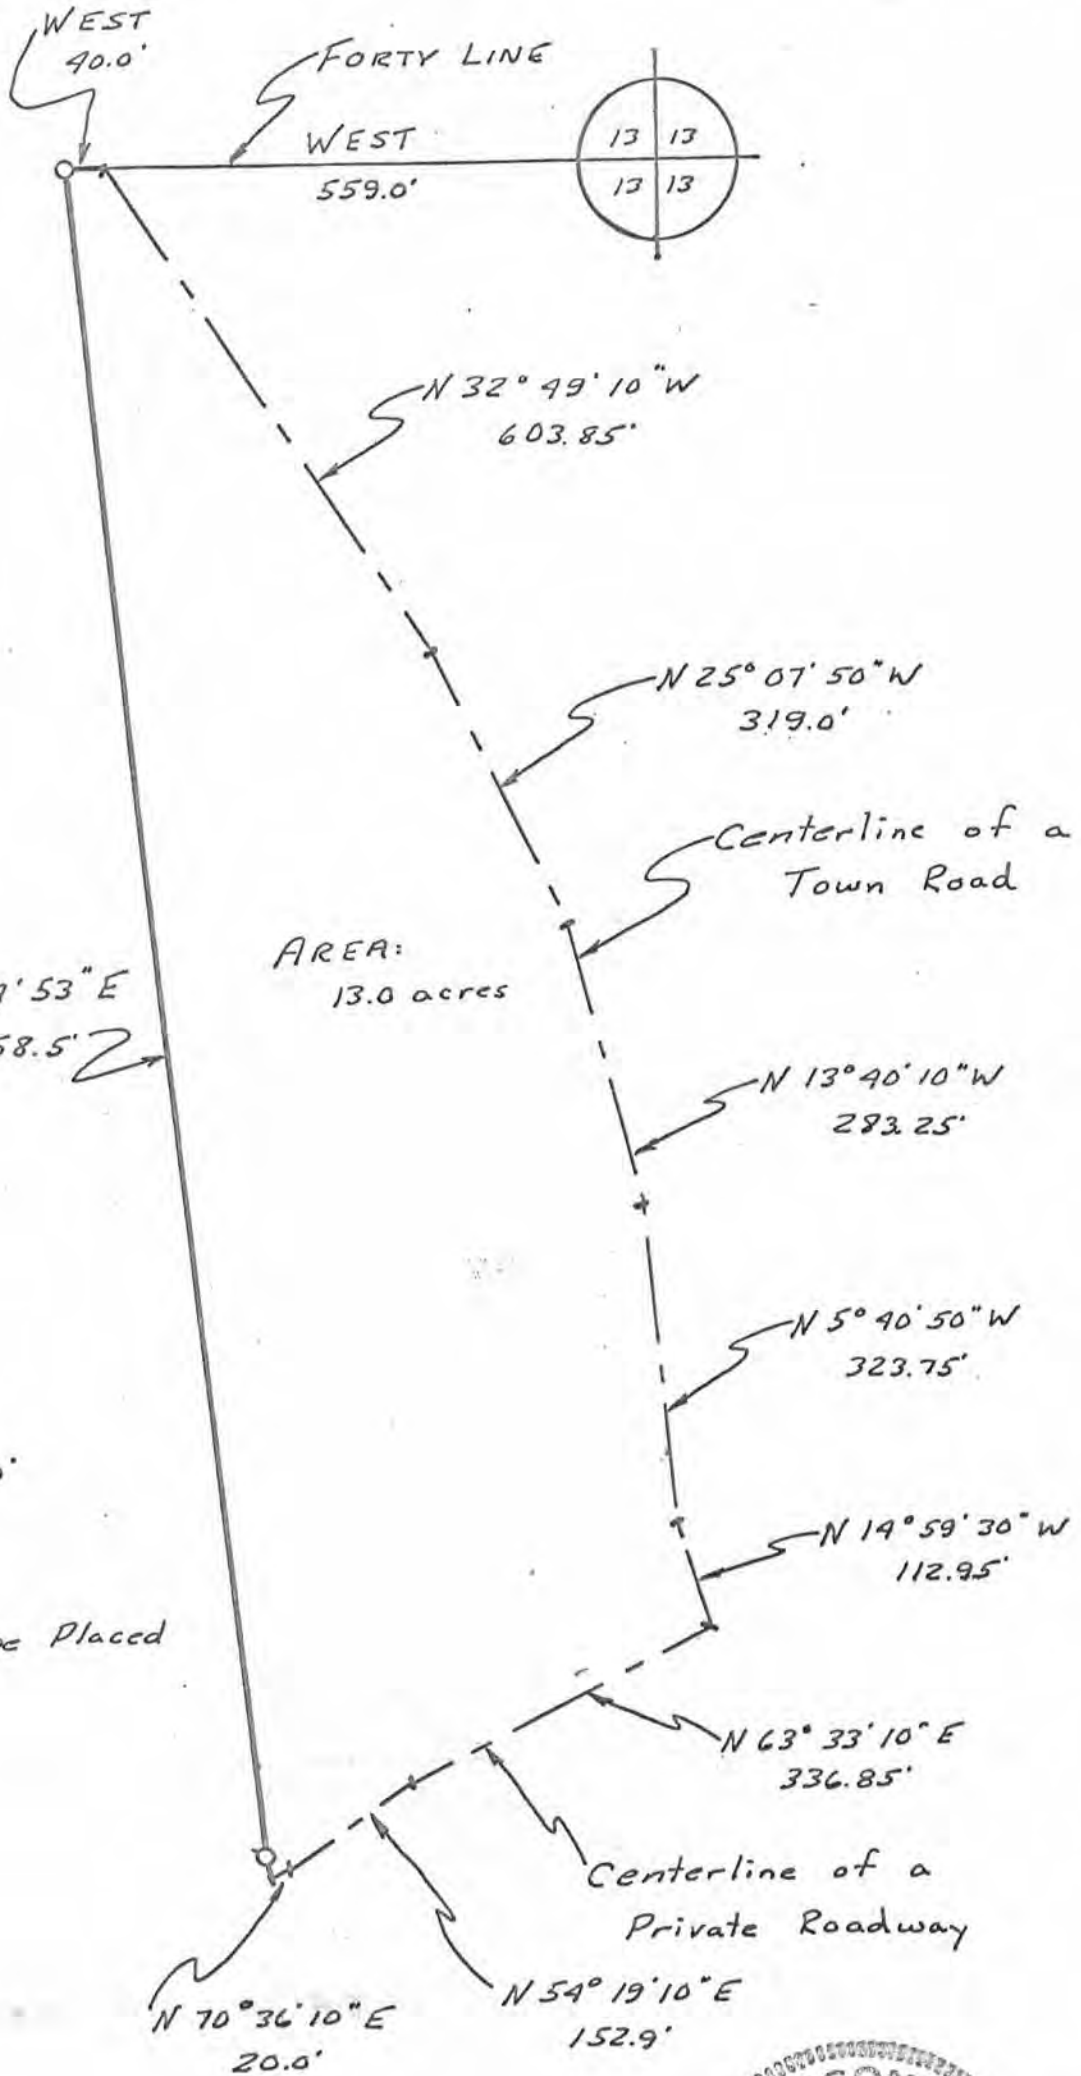 WEST
40.0'
FORTY LINE
WEST
559.0'
13 13
13 13
N 32° 49' 10" W
603.85'
N 25° 07' 50" W
319.0'
Centerline of a
Town Road
AREA:
13.0 acres
' 53" E
58.5'
N 13° 40' 10" W
283.25'
N 5° 40' 50" W
323.75'
N 14° 59' 30" W
112.95'
Placed
N 63° 33' 10" E
336.85'
Centerline of a
Private Roadway
N 54° 19' 10" E
152.9'
N 70° 36' 10" E
20.0'